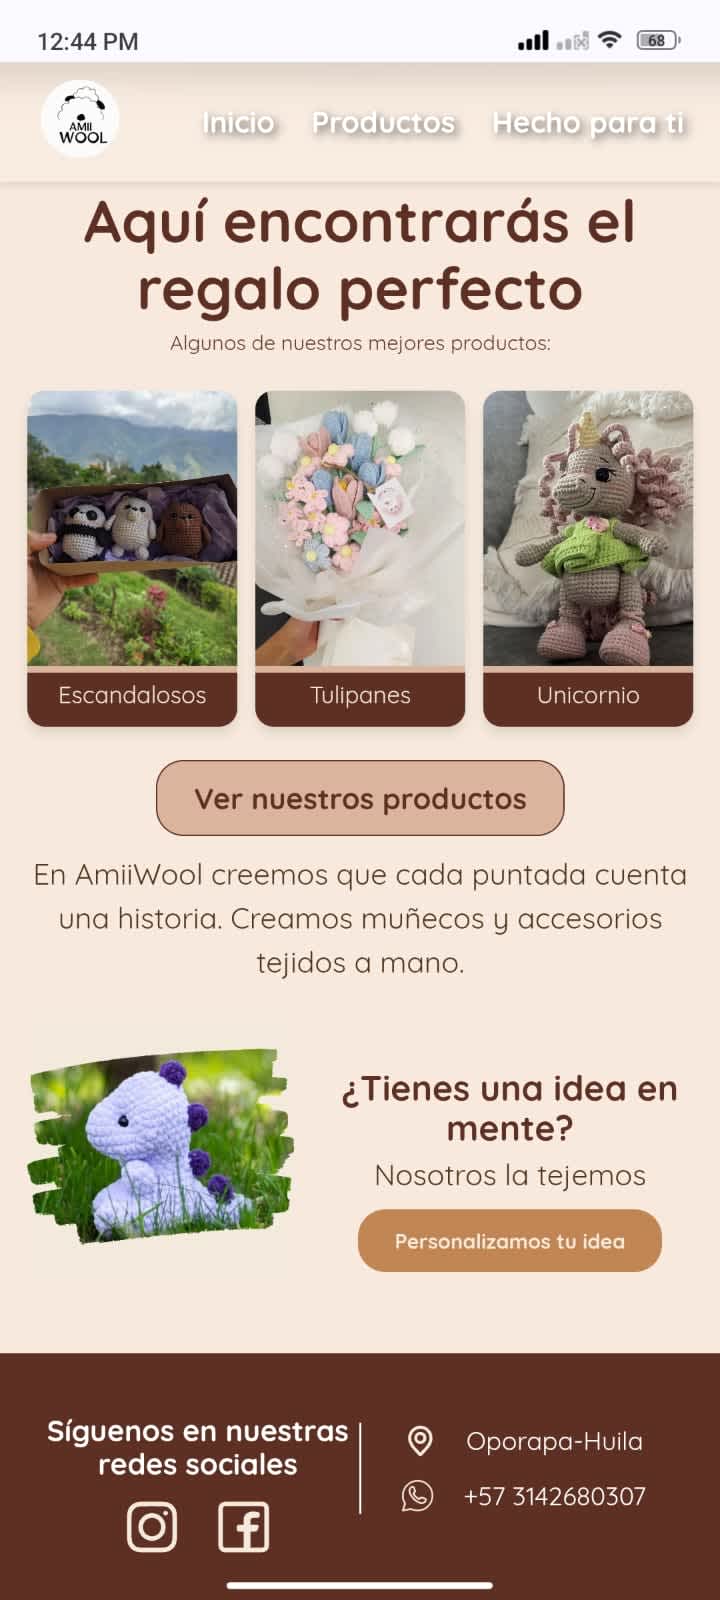 12:44 PM
68
AMII
WOOL
Inicio
Productos
Hecho para ti
Aquí encontrarás el
regalo perfecto
Algunos de nuestros mejores productos:
Escandalosos
Tulipanes
Unicornio
Ver nuestros productos
En AmiiWool creemos que cada puntada cuenta
una historia. Creamos muñecos y accesorios
tejidos a mano.
¿Tienes una idea en
mente?
Nosotros la tejemos
Personalizamos tu idea
Síguenos en nuestras
redes sociales
Oporapa-Huila
+57 3142680307